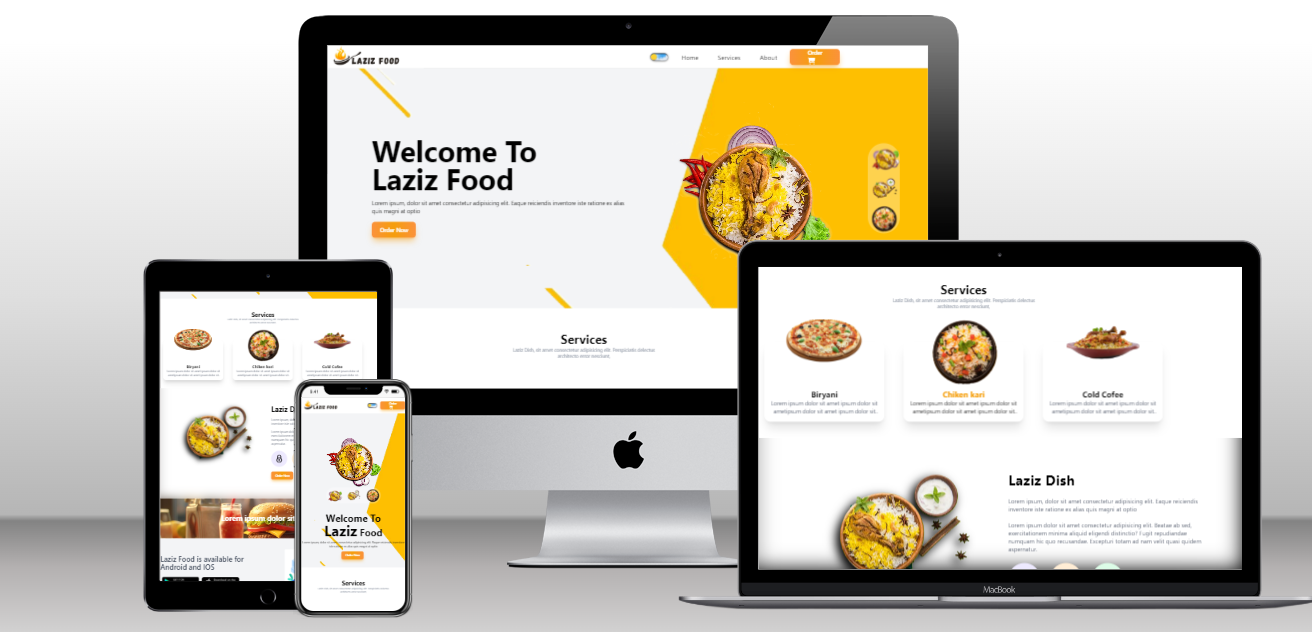 LAZIZ FOOD
Home
Services
About
Order
Welcome To
Laziz Food
Lorem ipsum, dolor sit amet consectetur adipisicing elit. Eaque reiciendis inventore iste ratione ex alias
quis magni at optio
Order Now
Services
Laziz Dish, sit amet consectetur adipisicing elit. Perspiciatis delectus
architecto error nesciunt,
Services
Biryani
Chiken kari
Cold Cofee
Laziz D
Lorem ipsum dolor sit
Laziz Food is available for
Android and IOS
9:41
LAZIZ FOOD
Welcome To
Laziz Food
Services
Services
Laziz Dish, sit amet consectetur adipisicing elit. Perspiciatis delectus
architecto error nesciunt,
Biryani
Lorem ipsum dolor sit amet ipsum dolor sit
ametipsum dolor sit amet ipsum dolor sit.
Chiken kari
Lorem ipsum dolor sit amet ipsum dolor sit
ametipsum dolor sit amet ipsum dolor sit.
Cold Cofee
Lorem ipsum dolor sit amet ipsum dolor sit
ametipsum dolor sit amet ipsum dolor sit.
Laziz Dish
Lorem ipsum, dolor sit amet consectetur adipisicing elit. Eaque reiciendis
inventore iste ratione ex alias quis magni at optio
Lorem ipsum dolor sit amet consectetur adipisicing elit. Beatae ab sed,
exercitationem minima aliquid eligendi distinctio? Fugit repudiandae
numquam hic quo recusandae. Excepturi totam ad nam velit quasi quidem
aspernatur.
MacBook